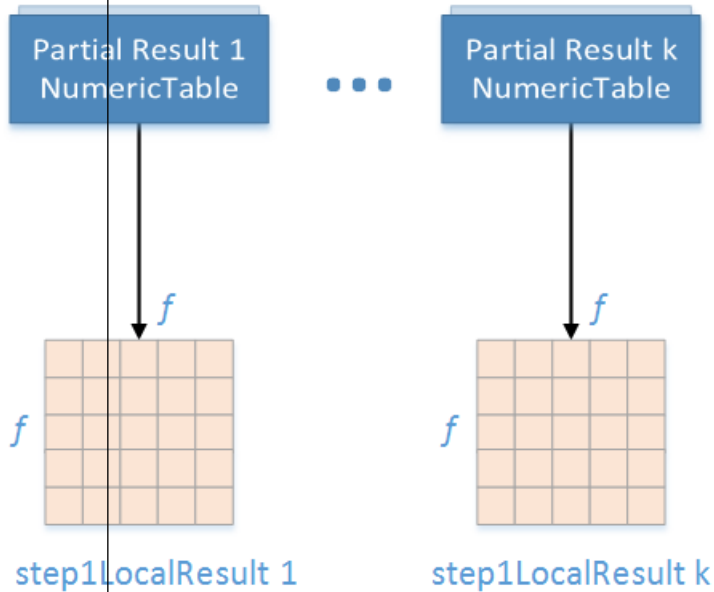 Partial Result 1
NumericTable
...
Partial Result k
NumericTable
f
f
f
f
step1LocalResult 1
step1LocalResult k